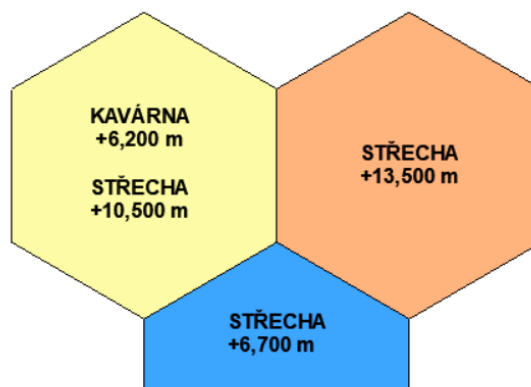 KAVÁRNA
+6,200 m
STŘECHA
+10,500 m
STŘECHA
+13,500 m
STŘECHA
+6,700 m